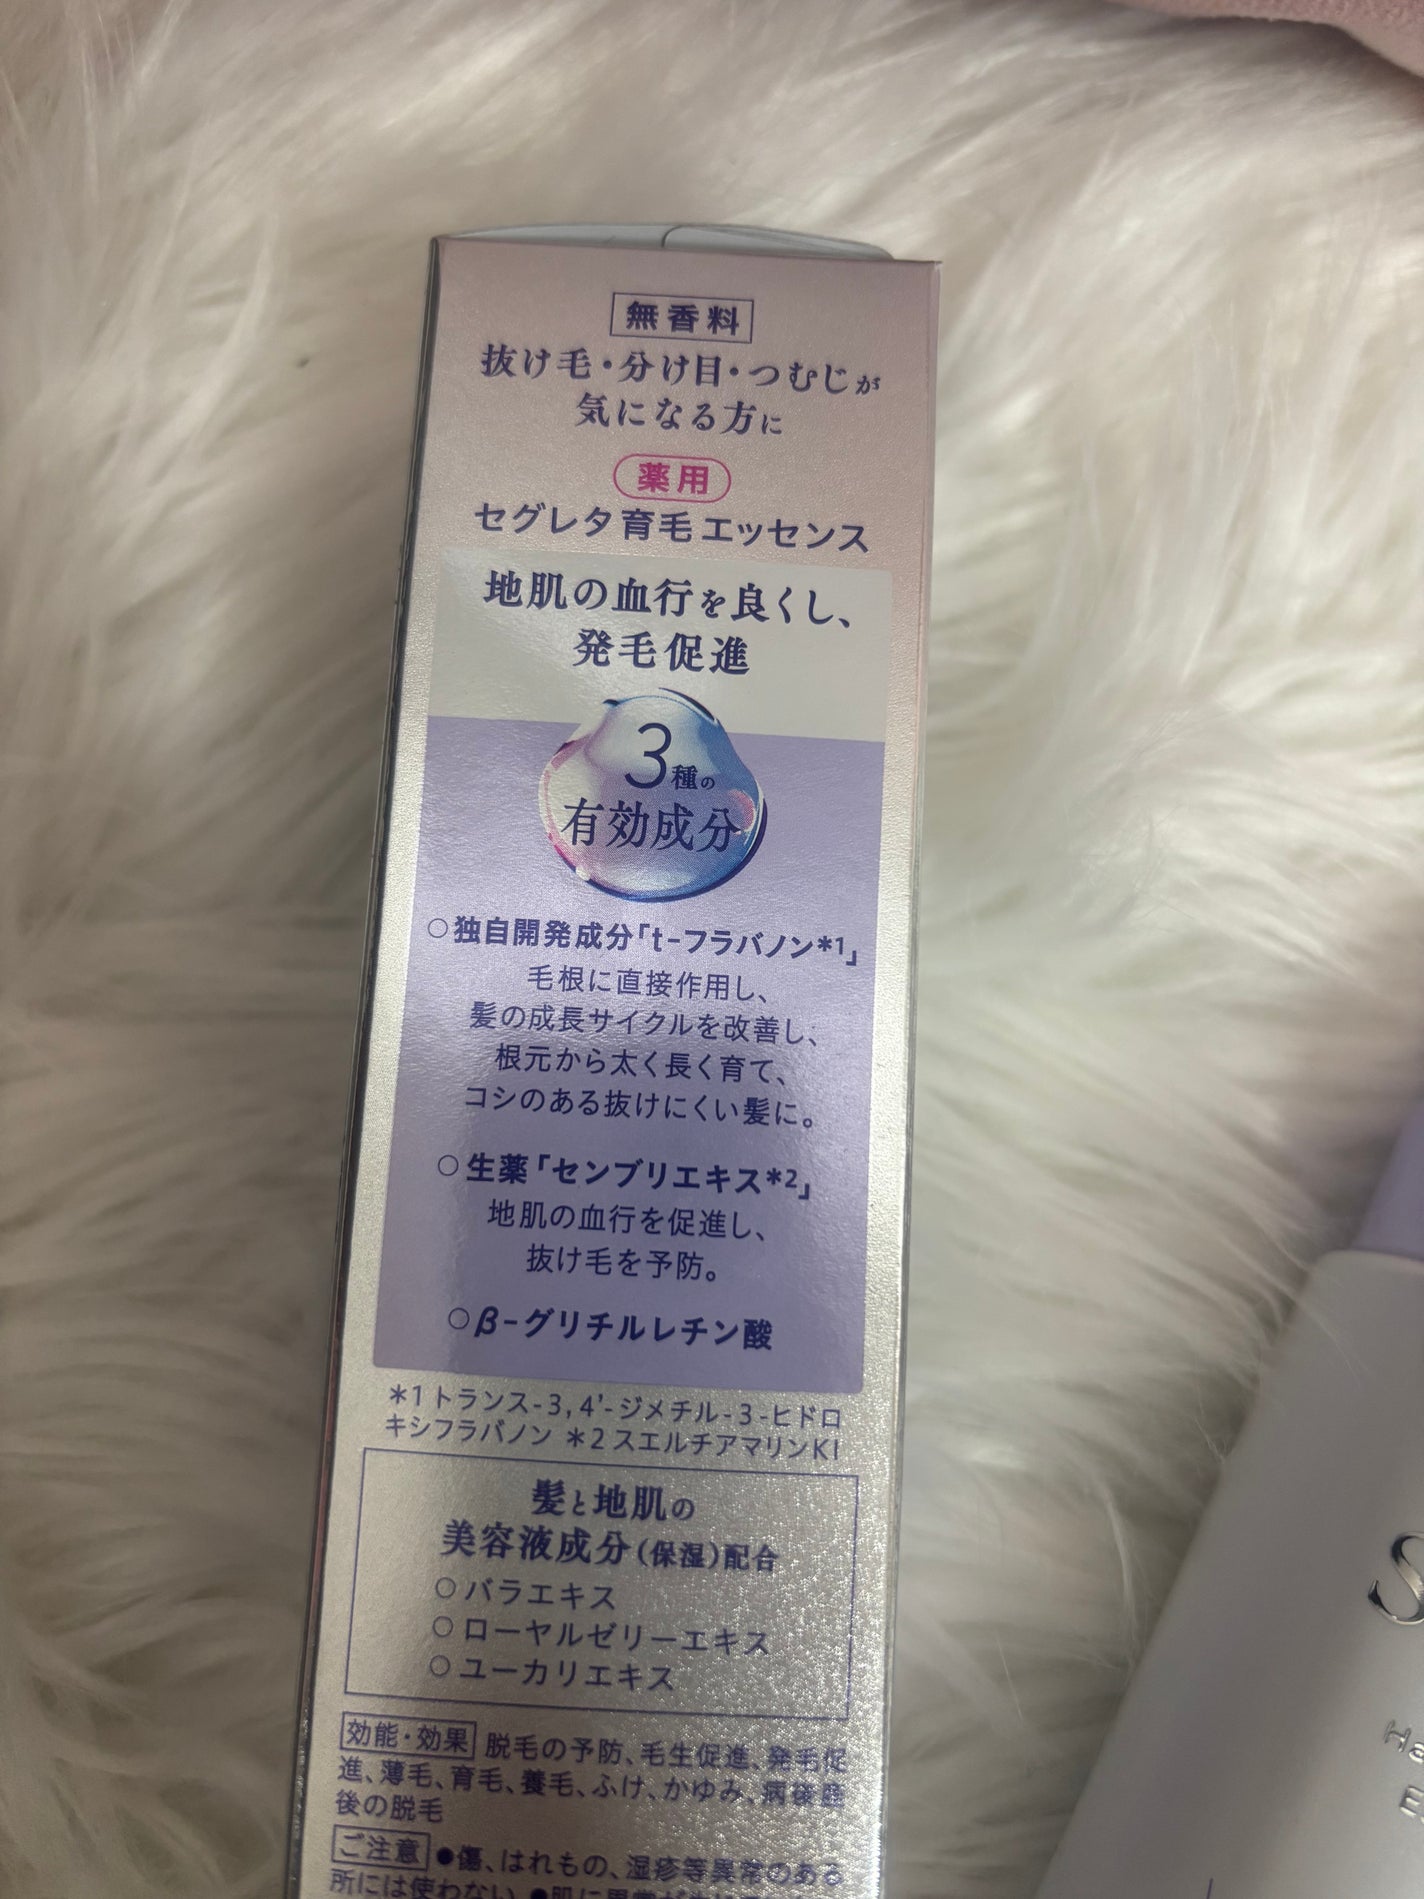 無香料
抜け毛・分け目・つむじが
気になる方に
薬用
セグレタ育毛エッセンス
地肌の血行を良くし、
発毛促進
3種の
有効成分
○独自開発成分「t-フラバノン*1」
毛根に直接作用し、
髪の成長サイクルを改善し、
根元から太く長く育て、
コシのある抜けにくい髪に。
○生薬「センブリエキス*2」
地肌の血行を促進し、
抜け毛を予防。
○β-グリチルレチン酸
*1 トランス-3,4'-ジメチル-3-ヒドロ
キシフラバノン *2 スエルチアマリンKI
髪と地肌の
美容液成分(保湿)配合
○バラエキス
○ローヤルゼリーエキス
○ユーカリエキス
効能・効果 脱毛の予防、毛生促進、発毛促
進、薄毛、育毛、養毛、ふけ、かゆみ、病後産
後の脱毛
ご注意 ●傷、はれもの、湿疹等異常のある
所には使わない
S
Ha
E